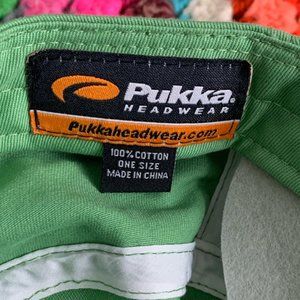 Pukka®
HEADWEAR
Pukkaheadwear.com
100% COTTON
ONE SIZE
MADE IN CHINA